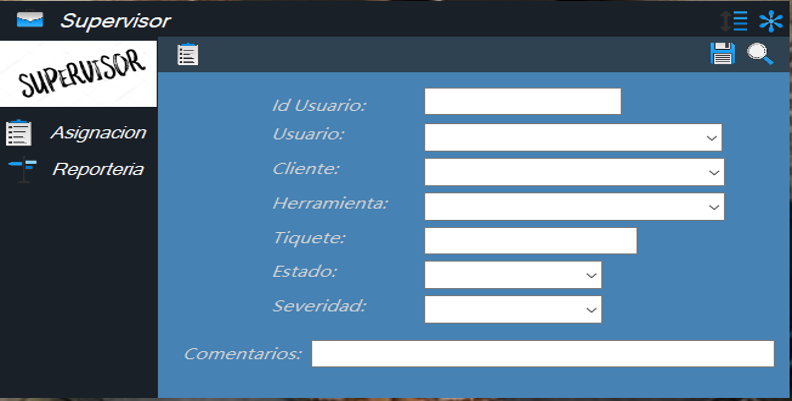 Supervisor
SUPERVISOR
Asignacion
Reporteria
Id Usuario:
Usuario:
Cliente:
Herramienta:
Tiquete:
Estado:
Severidad:
Comentarios: